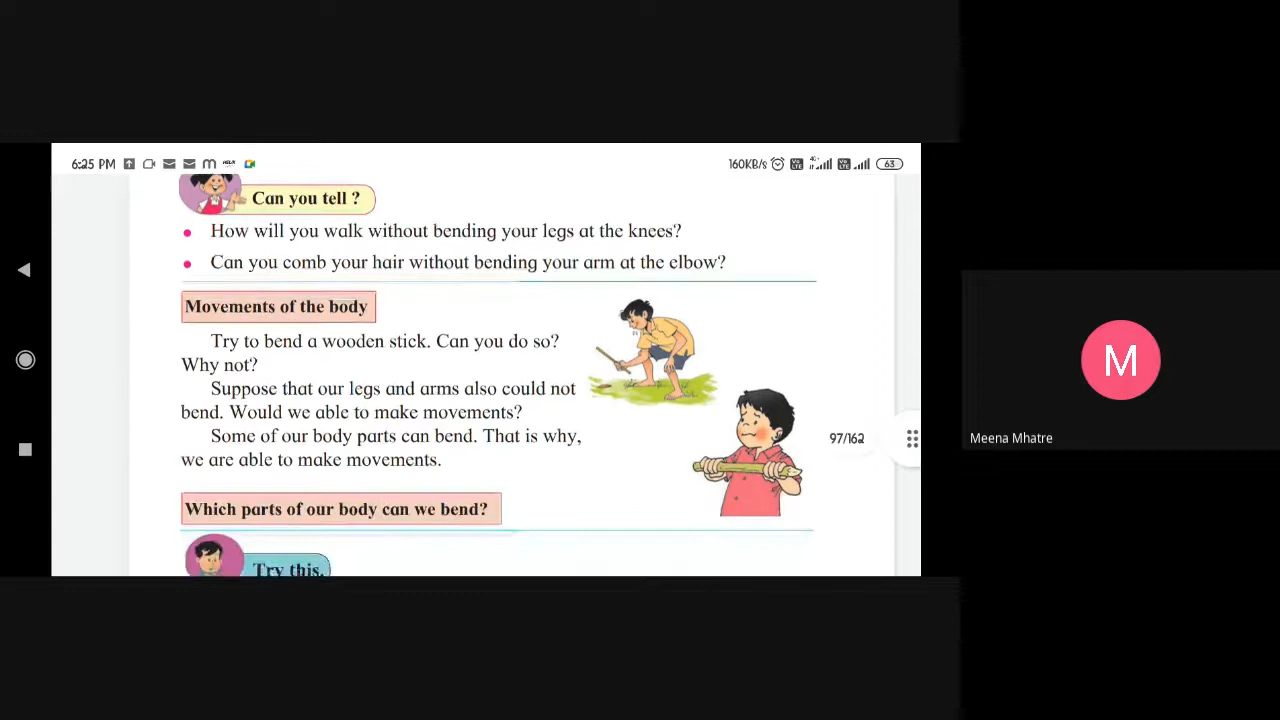 6:25 PM
160KB/s
4G+
63
Can you tell ?
How will you walk without bending your legs at the knees?
Can you comb your hair without bending your arm at the elbow?
Movements of the body
Try to bend a wooden stick. Can you do so?
Why not?
Suppose that our legs and arms also could not
bend. Would we able to make movements?
Some of our body parts can bend. That is why,
we are able to make movements.
97/162
Which parts of our body can we bend?
Try this.
M
Meena Mhatre